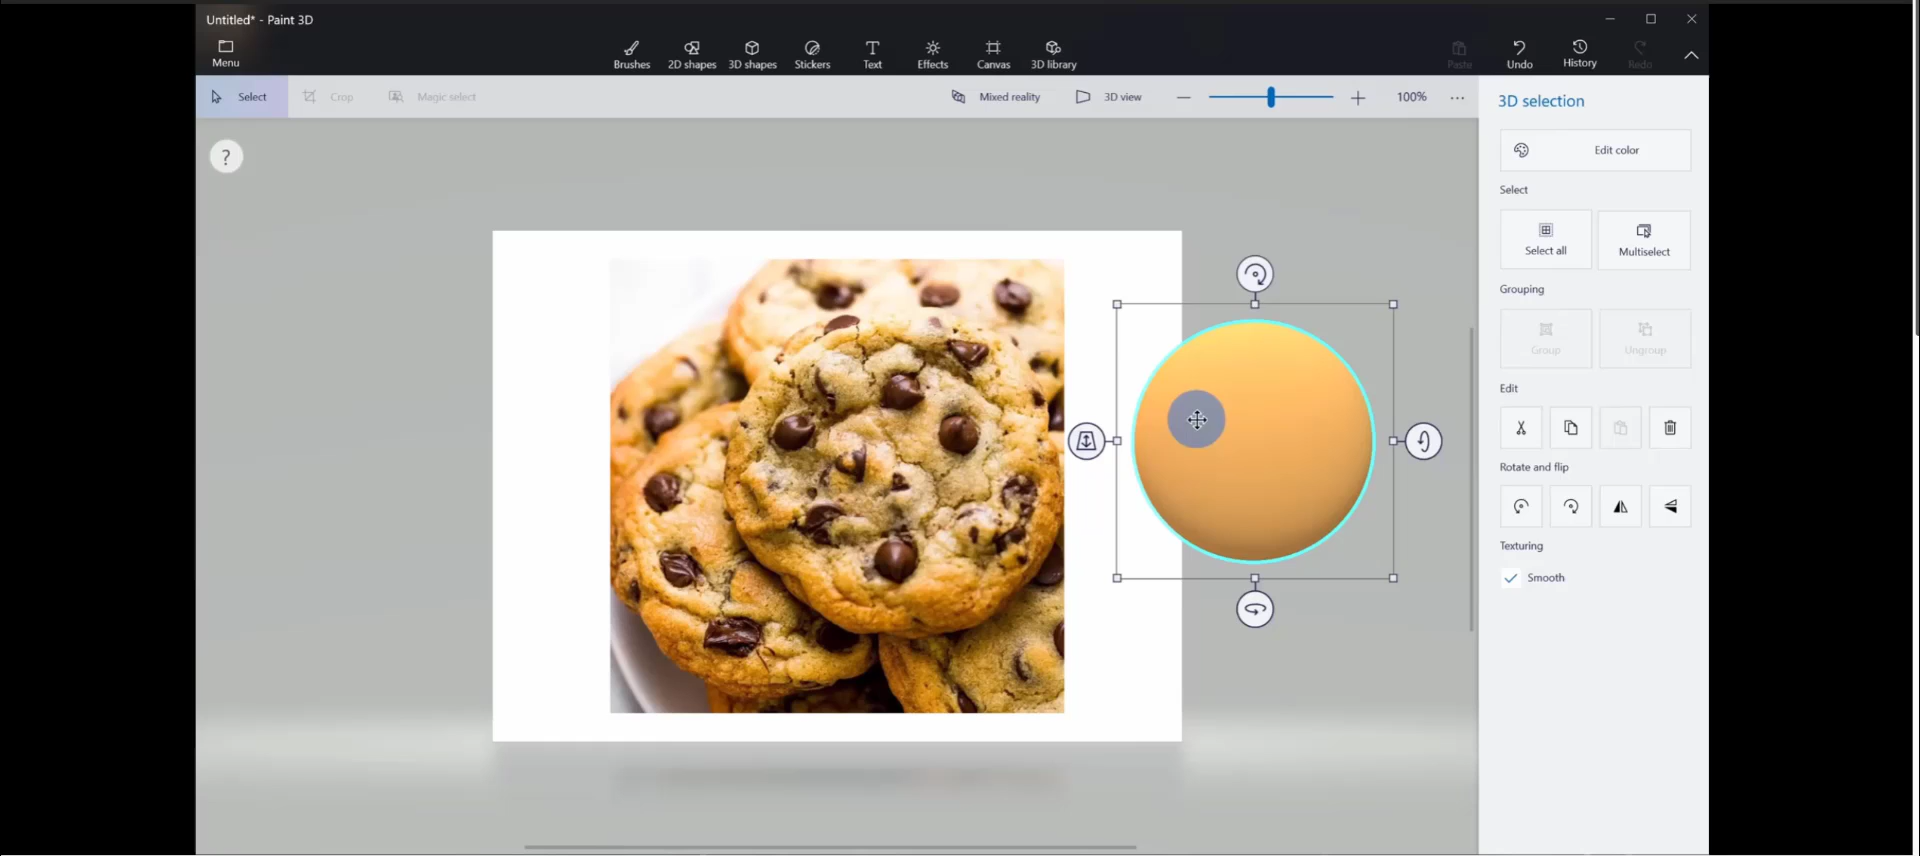 Untitled* - Paint 3D
Menu
Brushes
2D shapes
3D shapes
Stickers
Text
Effects
Canvas
3D library
Paste
Undo
History
Redo
Select
Crop
Magic select
Mixed reality
3D view
100%
?
3D selection
Edit color
Select
Select all
Multiselect
Grouping
Group
Ungroup
Edit
Rotate and flip
Texturing
Smooth